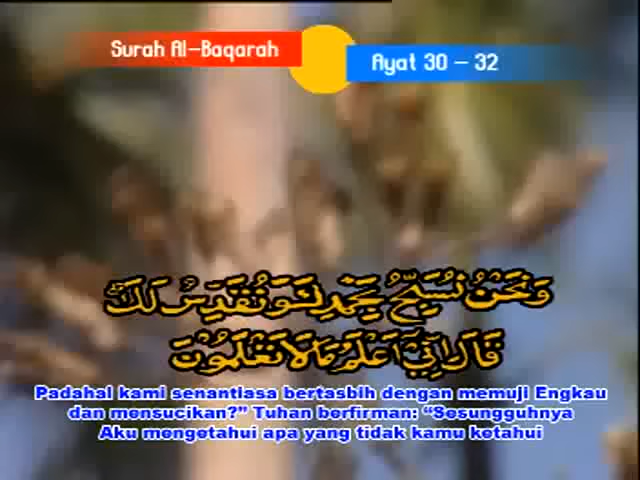 Surah Al-Baqarah
Ayat 30 - 32
وَنَحْنُ نُسَبِّحُ بِحَمْدِكَ وَنُقَدِّسُ لَكَ
قَالَ إِنِّي أَعْلَمُ مَا لَا تَعْلَمُونَ
Padahal kami senantiasa bertasbih dengan memuji Engkau
dan mensucikan?” Tuhan berfirman: “Sesungguhnya
Aku mengetahui apa yang tidak kamu ketahui